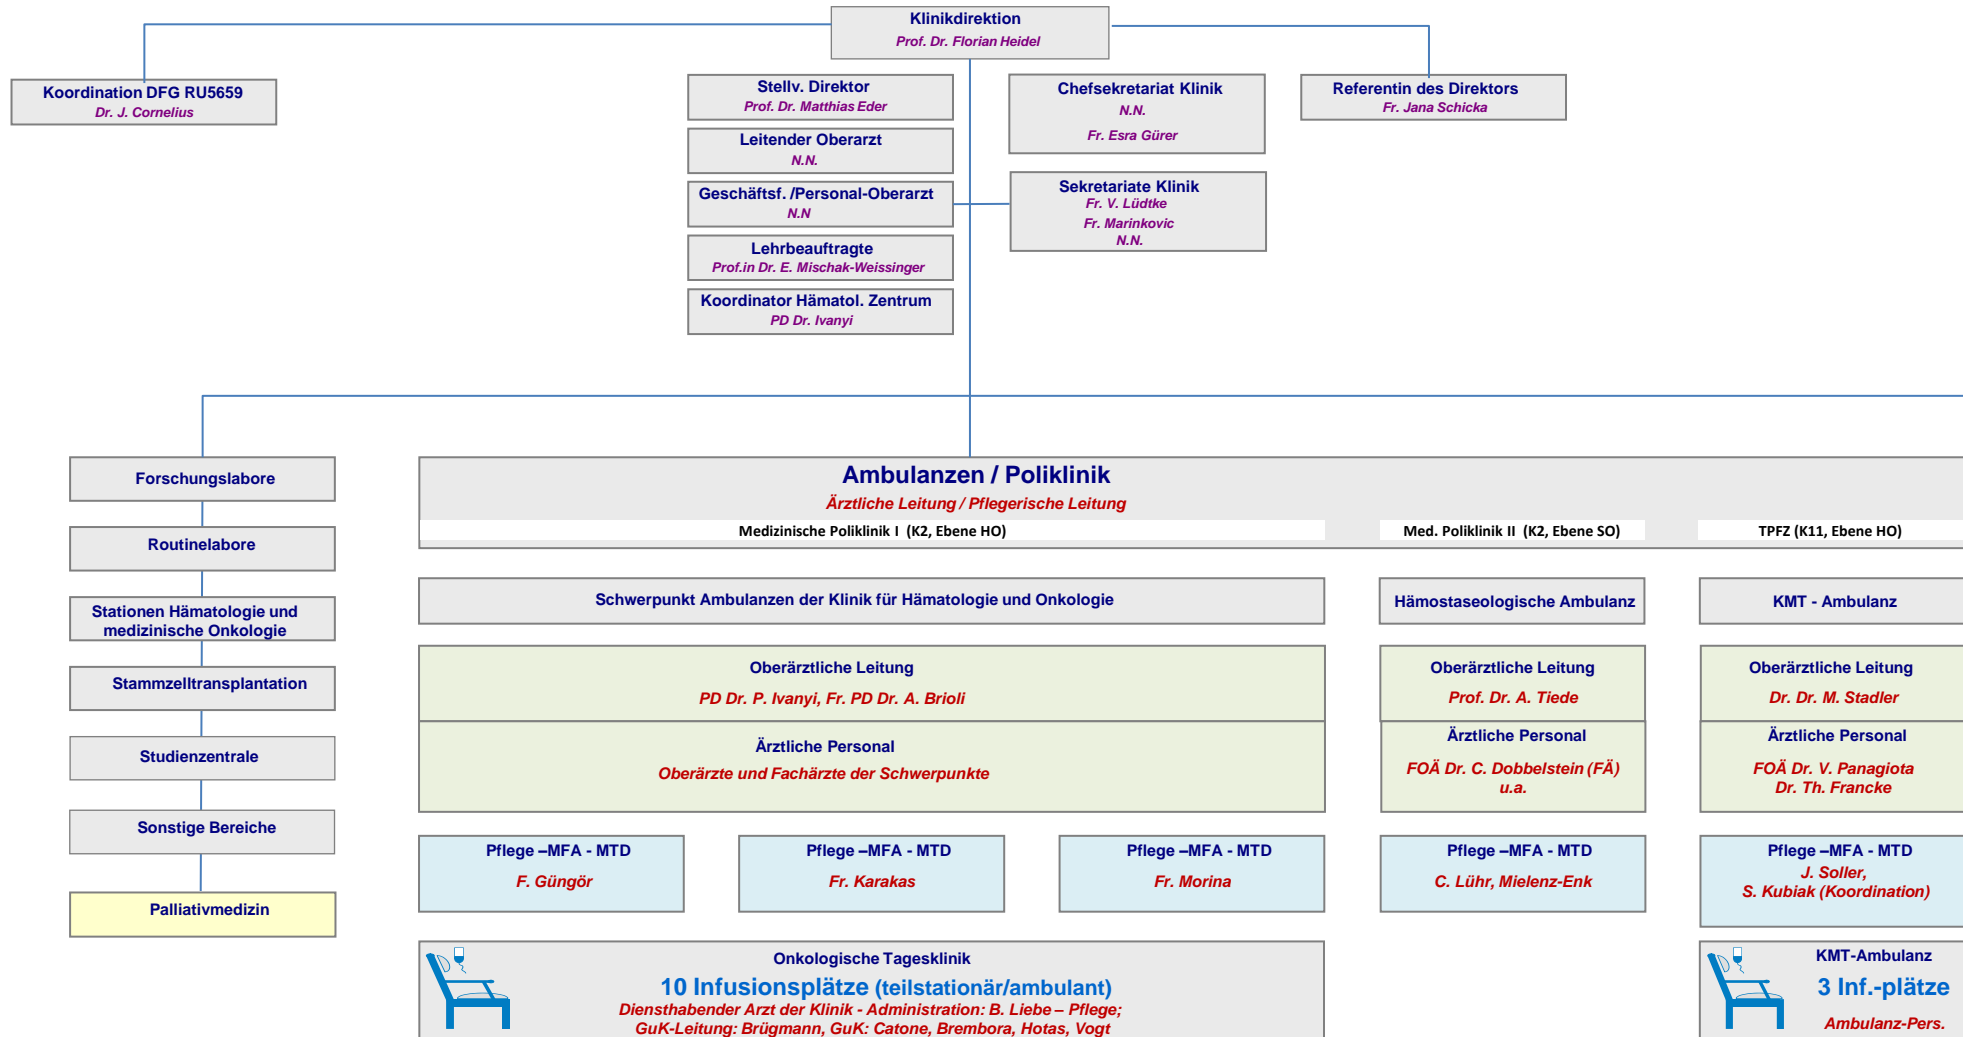 Klinikdirektion
Prof. Dr. Florian Heidel
Koordination DFG RU5659
Dr. J. Cornelius
Stellv. Direktor
Prof. Dr. Matthias Eder
Leitender Oberarzt
N.N.
Geschäftsf. /Personal-Oberarzt
N.N
Lehrbeauftragte
Prof.in Dr. E. Mischak-Weissinger
Koordinator Hämatol. Zentrum
PD Dr. Ivanyi
Chefsekretariat Klinik
N.N.
Fr. Esra Gürer
Sekretariate Klinik
Fr. V. Lüdtke
Fr. Marinkovic
N.N.
Referentin des Direktors
Fr. Jana Schicka
Forschungslabore
Routinelabore
Stationen Hämatologie und
medizinische Onkologie
Stammzelltransplantation
Studienzentrale
Sonstige Bereiche
Palliativmedizin
Ambulanzen / Poliklinik
Ärztliche Leitung / Pflegerische Leitung
Medizinische Poliklinik I (K2, Ebene HO)
Med. Poliklinik II (K2, Ebene SO)
TPFZ (K11, Ebene HO)
Schwerpunkt Ambulanzen der Klinik für Hämatologie und Onkologie
Hämostaseologische Ambulanz
KMT - Ambulanz
Oberärztliche Leitung
PD Dr. P. Ivanyi, Fr. PD Dr. A. Brioli
Oberärztliche Leitung
Prof. Dr. A. Tiede
Oberärztliche Leitung
Dr. Dr. M. Stadler
Ärztliche Personal
Oberärzte und Fachärzte der Schwerpunkte
Ärztliche Personal
FOÄ Dr. C. Dobbelstein (FÄ)
u.a.
Ärztliche Personal
FOÄ Dr. V. Panagiota
Dr. Th. Francke
Pflege –MFA - MTD
F. Güngör
Pflege –MFA - MTD
Fr. Karakas
Pflege –MFA - MTD
Fr. Morina
Pflege –MFA - MTD
C. Lühr, Mielenz-Enk
Pflege –MFA - MTD
J. Soller,
S. Kubiak (Koordination)
Onkologische Tagesklinik
10 Infusionsplätze (teilstationär/ambulant)
Diensthabender Arzt der Klinik - Administration: B. Liebe – Pflege;
GuK-Leitung: Brügmann, GuK: Catone, Brembora, Hotas, Vogt
KMT-Ambulanz
3 Inf.-plätze
Ambulanz-Pers.